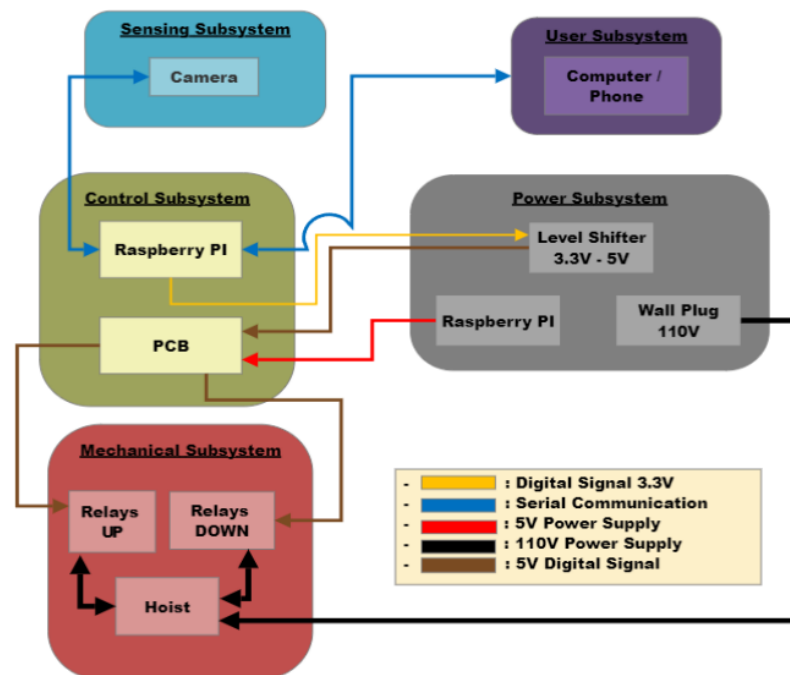 Sensing Subsystem
Camera
User Subsystem
Computer /
Phone
Control Subsystem
Raspberry PI
PCB
Power Subsystem
Level Shifter
3.3V - 5V
Raspberry PI
Wall Plug
110V
Mechanical Subsystem
Relays
UP
Relays
DOWN
Hoist
- : Digital Signal 3.3V
- : Serial Communication
- : 5V Power Supply
- : 110V Power Supply
- : 5V Digital Signal